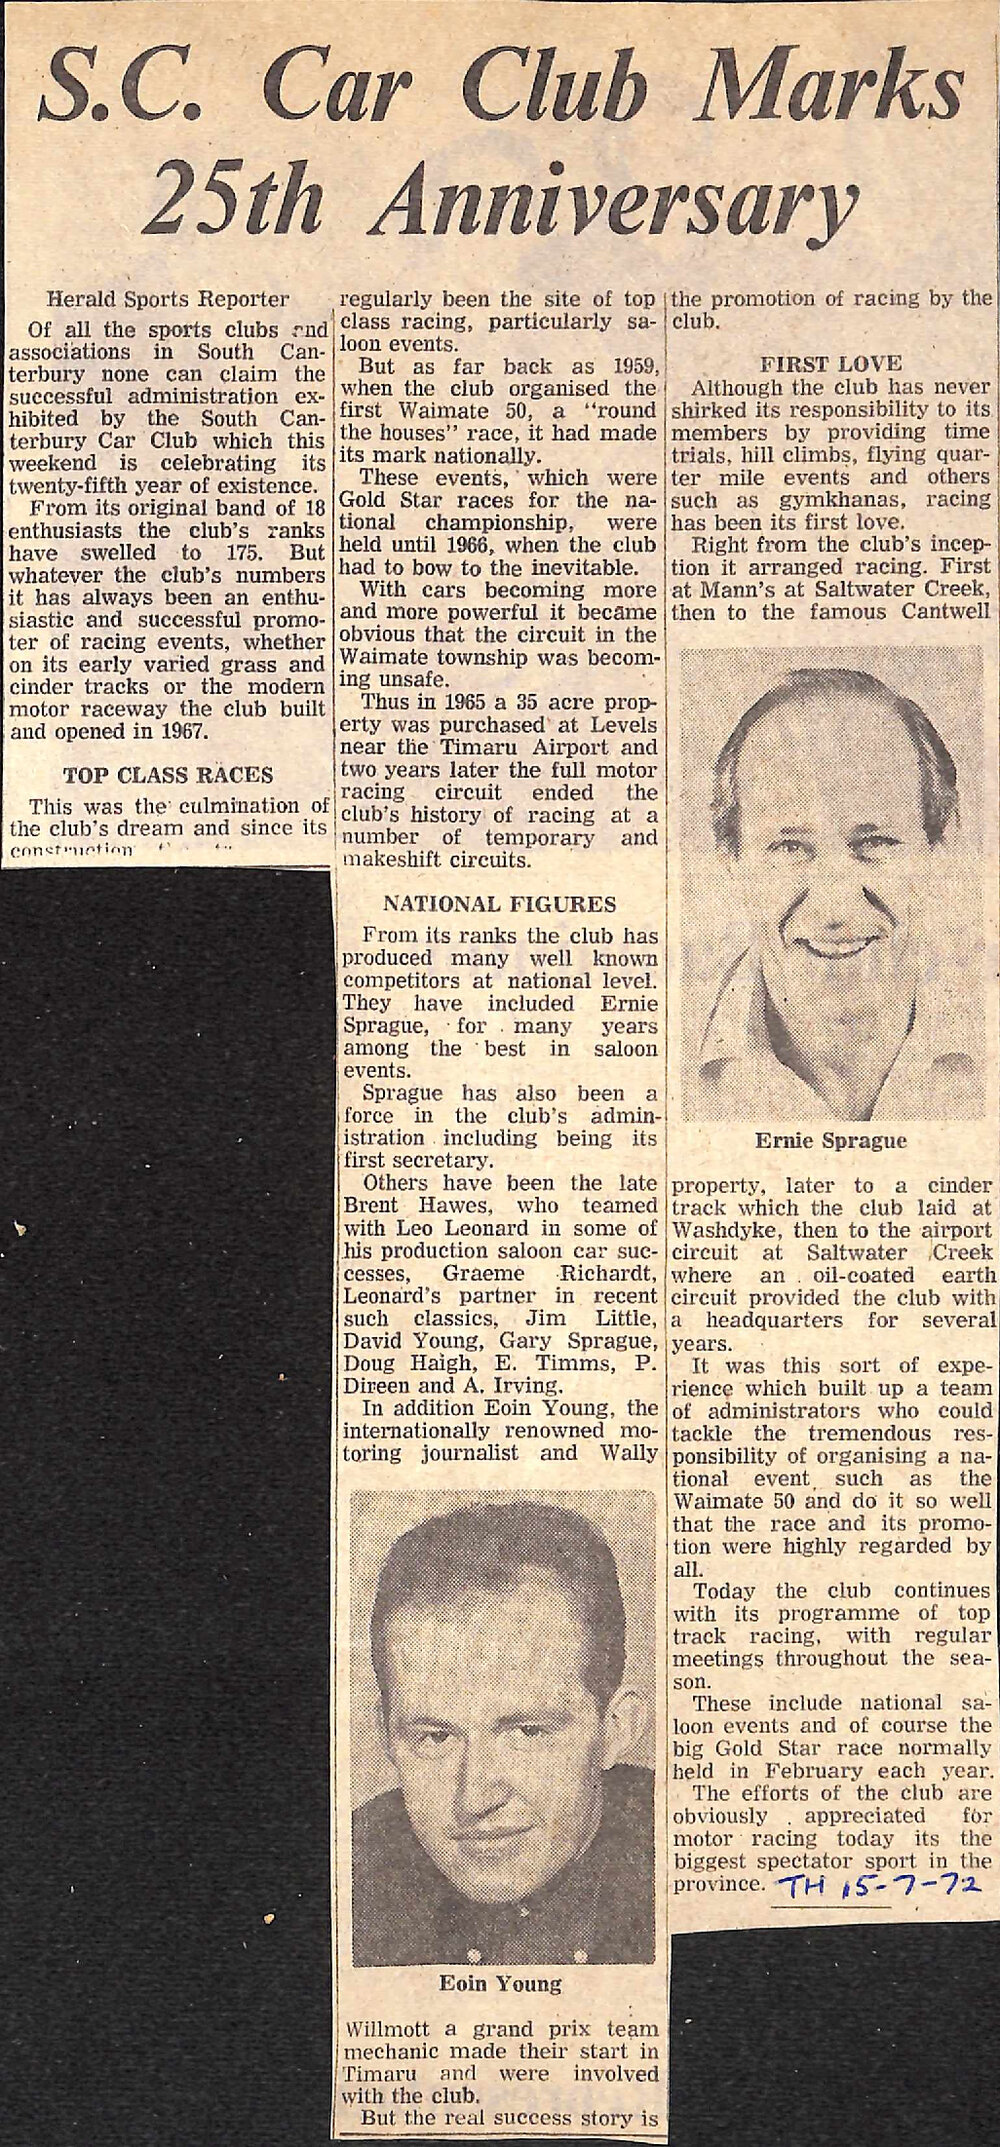 S.C. Car Club Marks
25th Anniversary
Herald Sports Reporter
Of all the sports clubs and
associations in South Can-
terbury none can claim the
successful administration ex-
hibited by the South Can-
terbury Car Club which this
weekend is celebrating its
twenty-fifth year of existence.
From its original band of 18
enthusiasts the club's ranks
have swelled to 175. But
whatever the club's numbers
it has always been an enthu-
siastic and successful promo-
ter of racing events, whether
on its early varied grass and
cinder tracks or the modern
motor raceway the club built
and opened in 1967.
TOP CLASS RACES
This was the culmination of
the club's dream and since its
construction
regularly been the site of top
class racing, particularly sa-
loon events.
But as far back as 1959,
when the club organised the
first Waimate 50, a "round
the houses" race, it had made
its mark nationally.
These events, which were
Gold Star races for the na-
tional championship, were
held until 1966, when the club
had to bow to the inevitable.
With cars becoming more
and more powerful it became
obvious that the circuit in the
Waimate township was becom-
ing unsafe.
Thus in 1965 a 35 acre prop-
erty was purchased at Levels
near the Timaru Airport and
two years later the full motor
racing circuit ended the
club's history of racing at a
number of temporary and
makeshift circuits.
NATIONAL FIGURES
From its ranks the club has
produced many well known
competitors at national level.
They have included Ernie
Sprague, for many years
among the best in saloon
events.
Sprague has also been a
force in the club's admin-
istration including being its
first secretary.
Others have been the late
Brent Hawes, who teamed
with Leo Leonard in some of
his production saloon car suc-
cesses, Graeme Richardt,
Leonard's partner in recent
such classics, Jim Little,
David Young, Gary Sprague,
Doug Haigh, E. Timms, P.
Direen and A. Irving.
In addition Eoin Young, the
internationally renowned mo-
toring journalist and Wally
Eoin Young
Willmott a grand prix team
mechanic made their start in
Timaru and were involved
with the club.
But the real success story is
the promotion of racing by the
club.
FIRST LOVE
Although the club has never
shirked its responsibility to its
members by providing time
trials, hill climbs, flying quar-
ter mile events and others
such as gymkhanas, racing
has been its first love.
Right from the club's incep-
tion it arranged racing. First
at Mann's at Saltwater Creek,
then to the famous Cantwell
Ernie Sprague
property, later to a cinder
track which the club laid at
Washdyke, then to the airport
circuit at Saltwater Creek
where an oil-coated earth
circuit provided the club with
a headquarters for several
years.
It was this sort of expe-
rience which built up a team
of administrators who could
tackle the tremendous res-
ponsibility of organising a na-
tional event such as the
Waimate 50 and do it so well
that the race and its promo-
tion were highly regarded by
all.
Today the club continues
with its programme of top
track racing, with regular
meetings throughout the sea-
son.
These include national sa-
loon events and of course the
big Gold Star race normally
held in February each year.
The efforts of the club are
obviously appreciated for
motor racing today its the
biggest spectator sport in the
province. TH 15-7-72